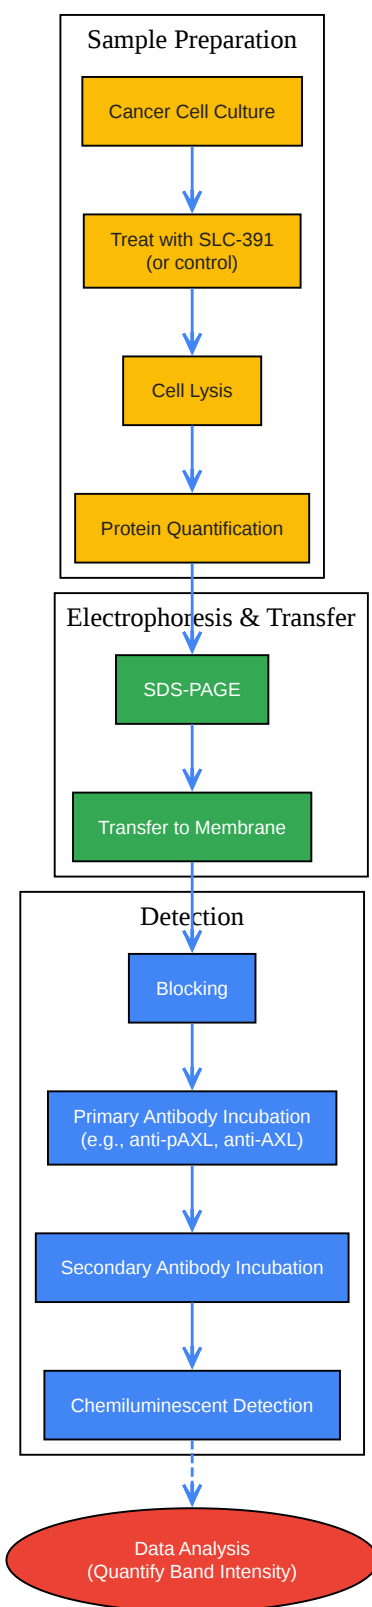 Sample Preparation
Cancer Cell Culture
Treat with SLC-391
(or control)
Cell Lysis
Protein Quantification
Electrophoresis & Transfer
SDS-PAGE
Transfer to Membrane
Detection
Blocking
Primary Antibody Incubation
(e.g., anti-pAXL, anti-AXL)
Secondary Antibody Incubation
Chemiluminescent Detection
Data Analysis
(Quantify Band Intensity)